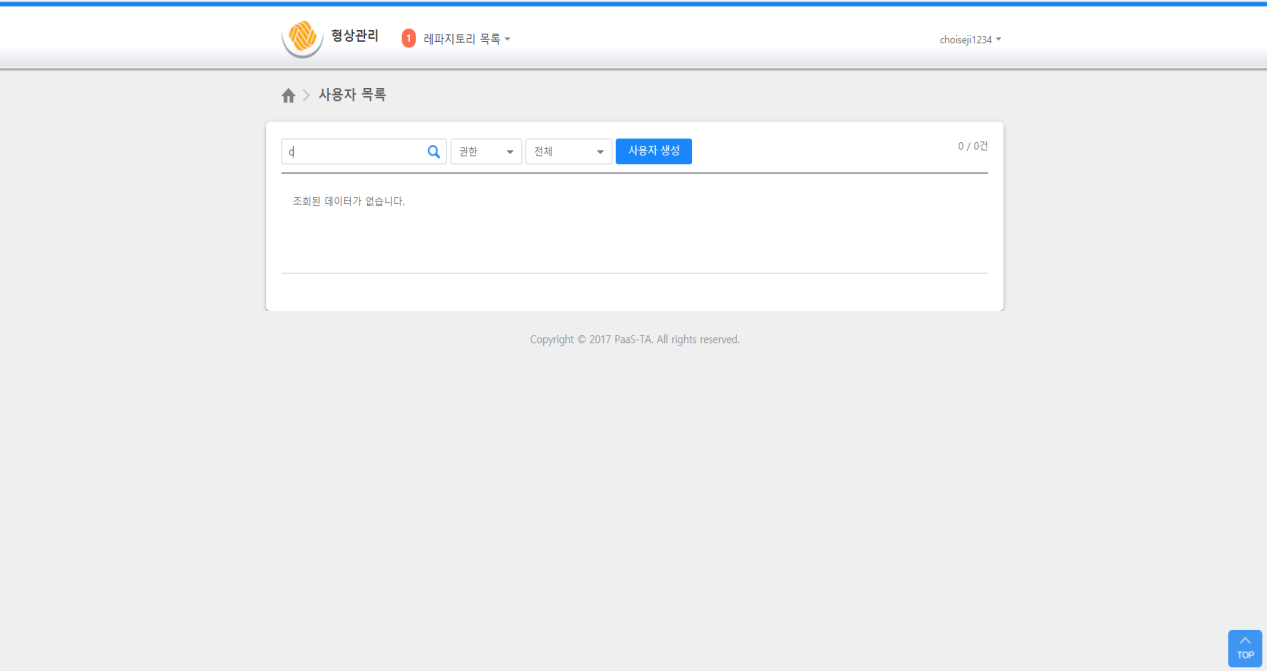 형상관리
1 레파지토리 목록
choiseji1234
사용자 목록
d
권한
전체
사용자 생성
0 / 0건
조회된 데이터가 없습니다.
Copyright © 2017 PaaS-TA. All rights reserved.
TOP